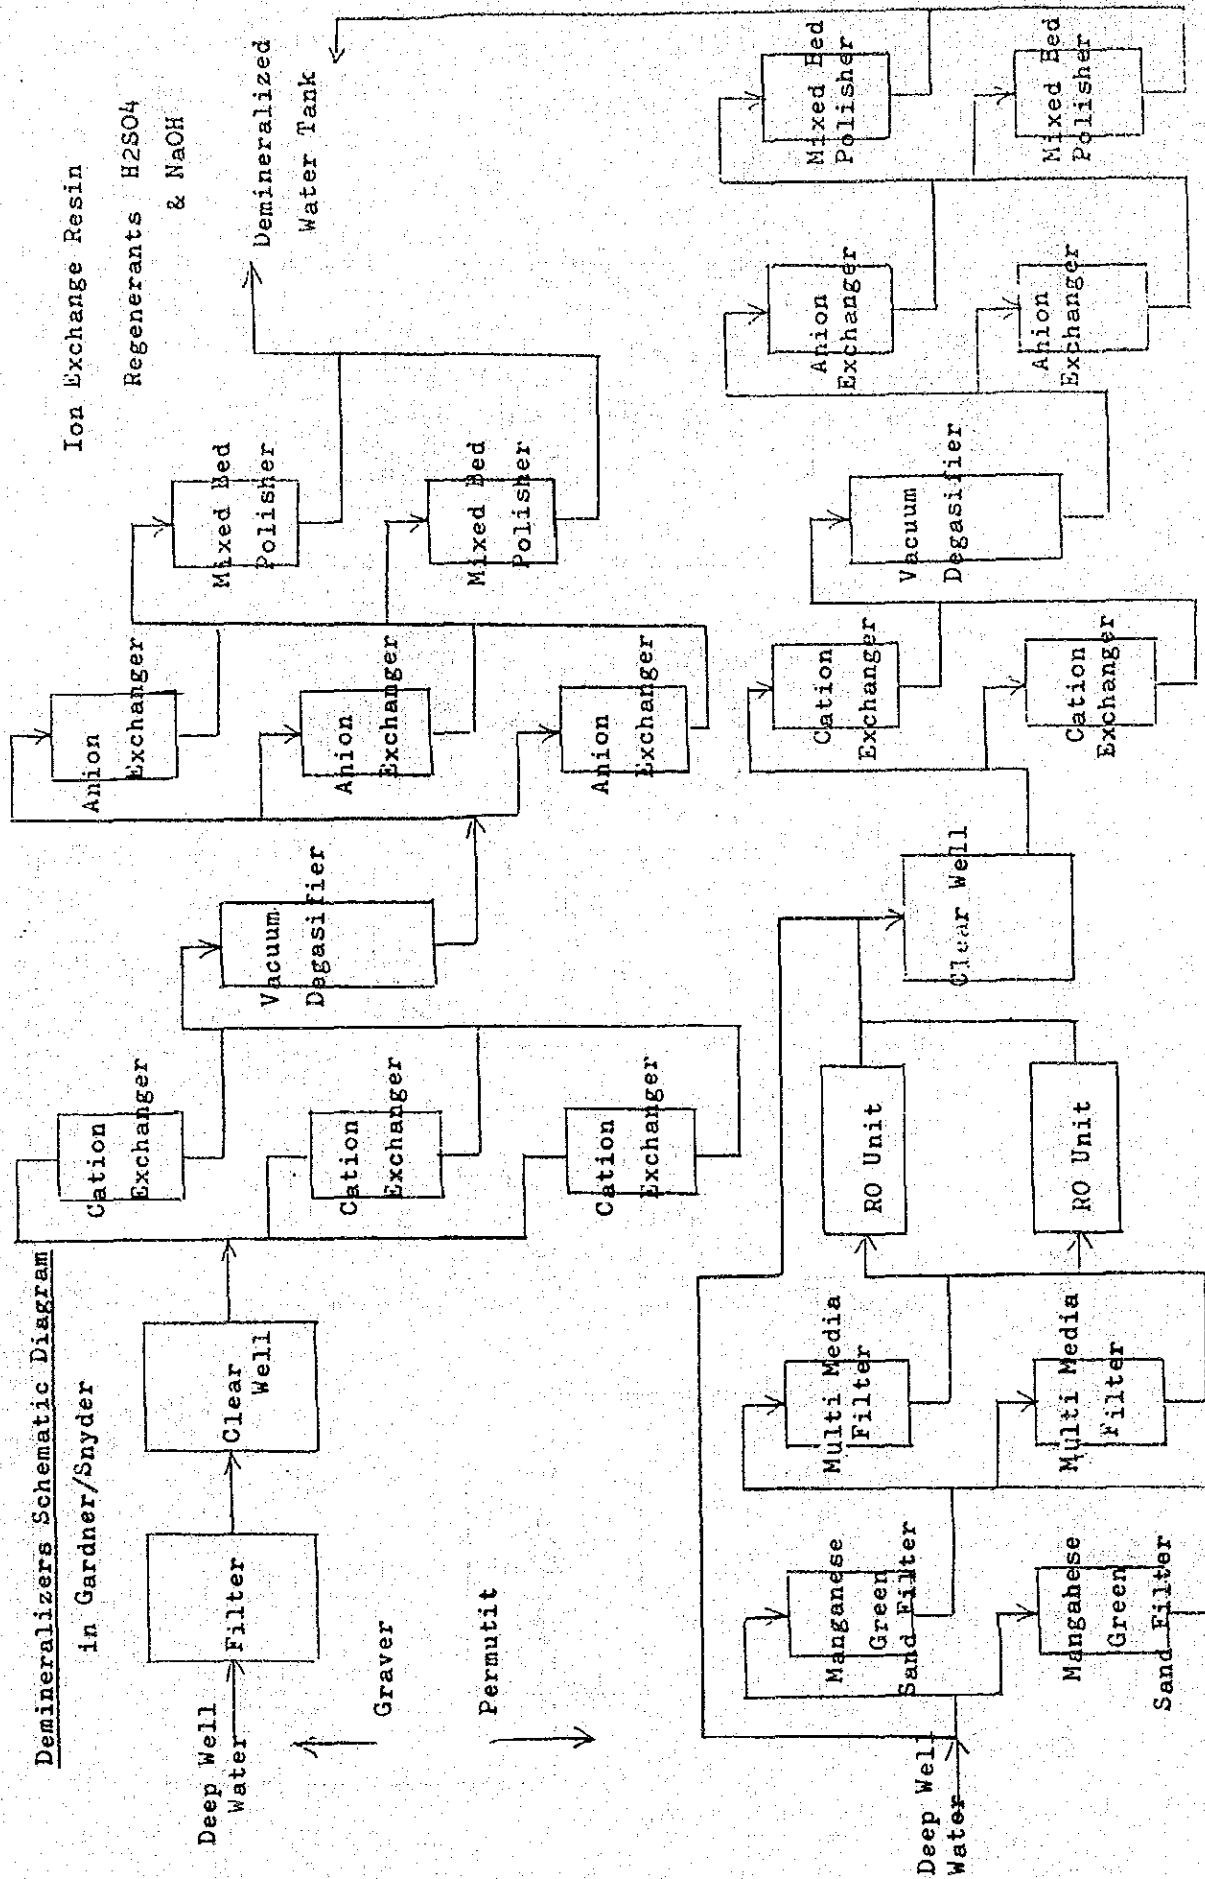 Demineralizers Schematic Diagram
in Gardner/Snyder
Ion Exchange Resin
Regenerants H2SO4
& NaOH
Deep Well
Water
Filter
Clear
Well
Cation
Exchanger
Cation
Exchanger
Cation
Exchanger
Vacuum
Degasifier
Anion
Exchanger
Anion
Exchanger
Anion
Exchanger
Mixed Bed
Polisher
Mixed Bed
Polisher
Demineralized
Water Tank
Graver
Permutit
Deep Well
Water
Manganese
Green
Sand Filter
Manganese
Green
Sand Filter
Multi Media
Filter
Multi Media
Filter
RO Unit
RO Unit
Clear Well
Cation
Exchanger
Cation
Exchanger
Vacuum
Degasifier
Anion
Exchanger
Anion
Exchanger
Mixed Bed
Polisher
Mixed Bed
Polisher